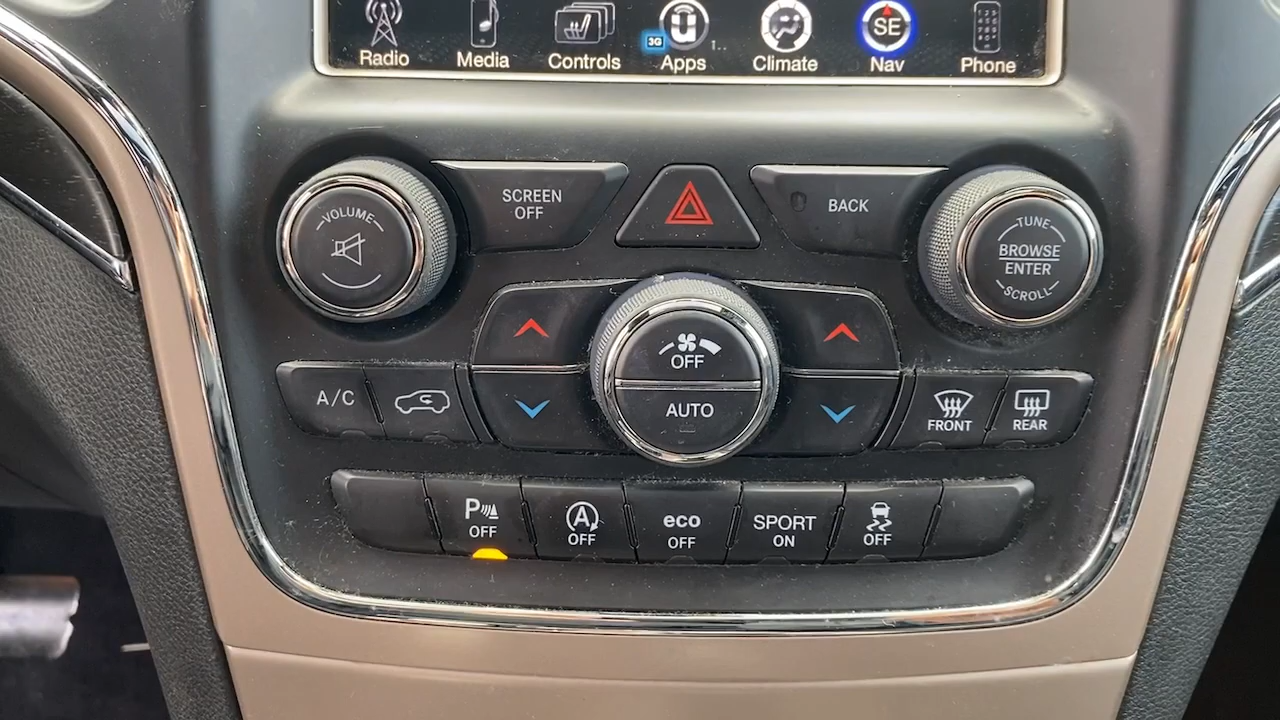 SE
3G
Radio
Media
Controls
Apps
Climate
Nav
Phone
VOLUME
SCREEN
OFF
BACK
TUNE
BROWSE
ENTER
SCROLL
OFF
AUTO
A/C
FRONT
REAR
P
OFF
A
OFF
eco
OFF
SPORT
ON
OFF